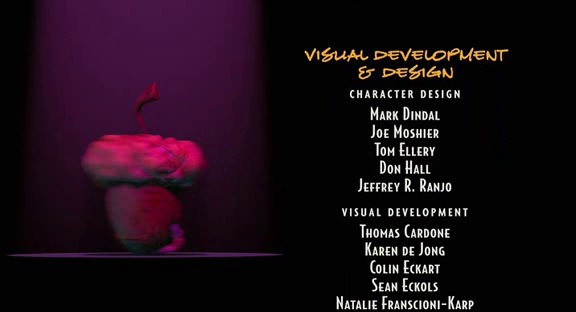 VISUAL DEVELOPMENT
& DESIGN
CHARACTER DESIGN
MARK DINDAL
JOE MOSHIER
TOM ELLERY
DON HALL
JEFFREY R. RANJO
VISUAL DEVELOPMENT
THOMAS CARDONE
KAREN DE JONG
COLIN ECKART
SEAN ECKOLS
NATALIE FRANSCIONI-KARP